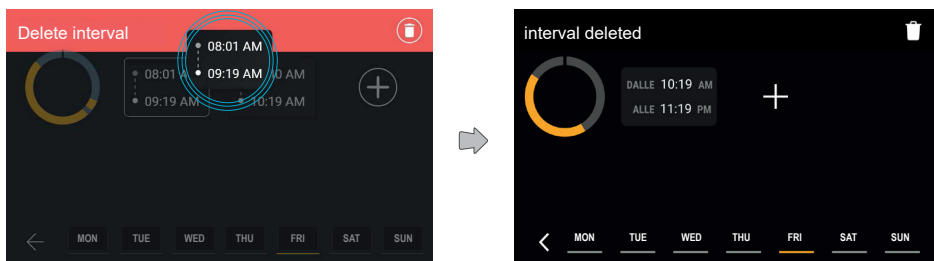 Delete interval
08:01 AM
09:19 AM
08:01 A
09:19 AM
0 AM
10:19 AM
MON TUE WED THU FRI SAT SUN
interval deleted
DALLE 10:19 AM
ALLE 11:19 PM
MON TUE WED THU FRI SAT SUN